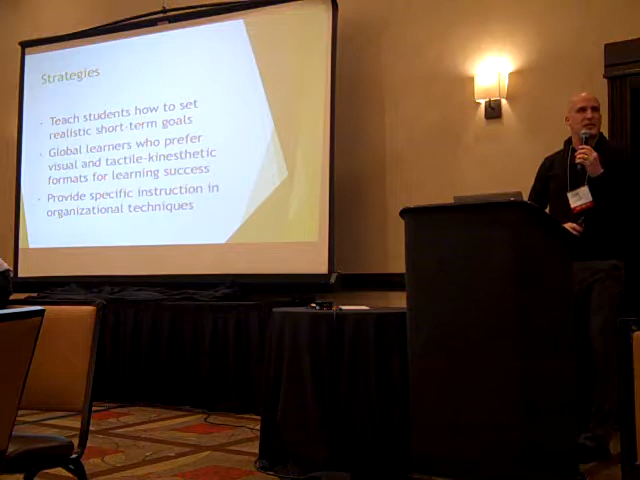 Strategies
Teach students how to set
realistic short-term goals
Global learners who prefer
visual and tactile-kinesthetic
formats for learning success
Provide specific instruction in
organizational techniques